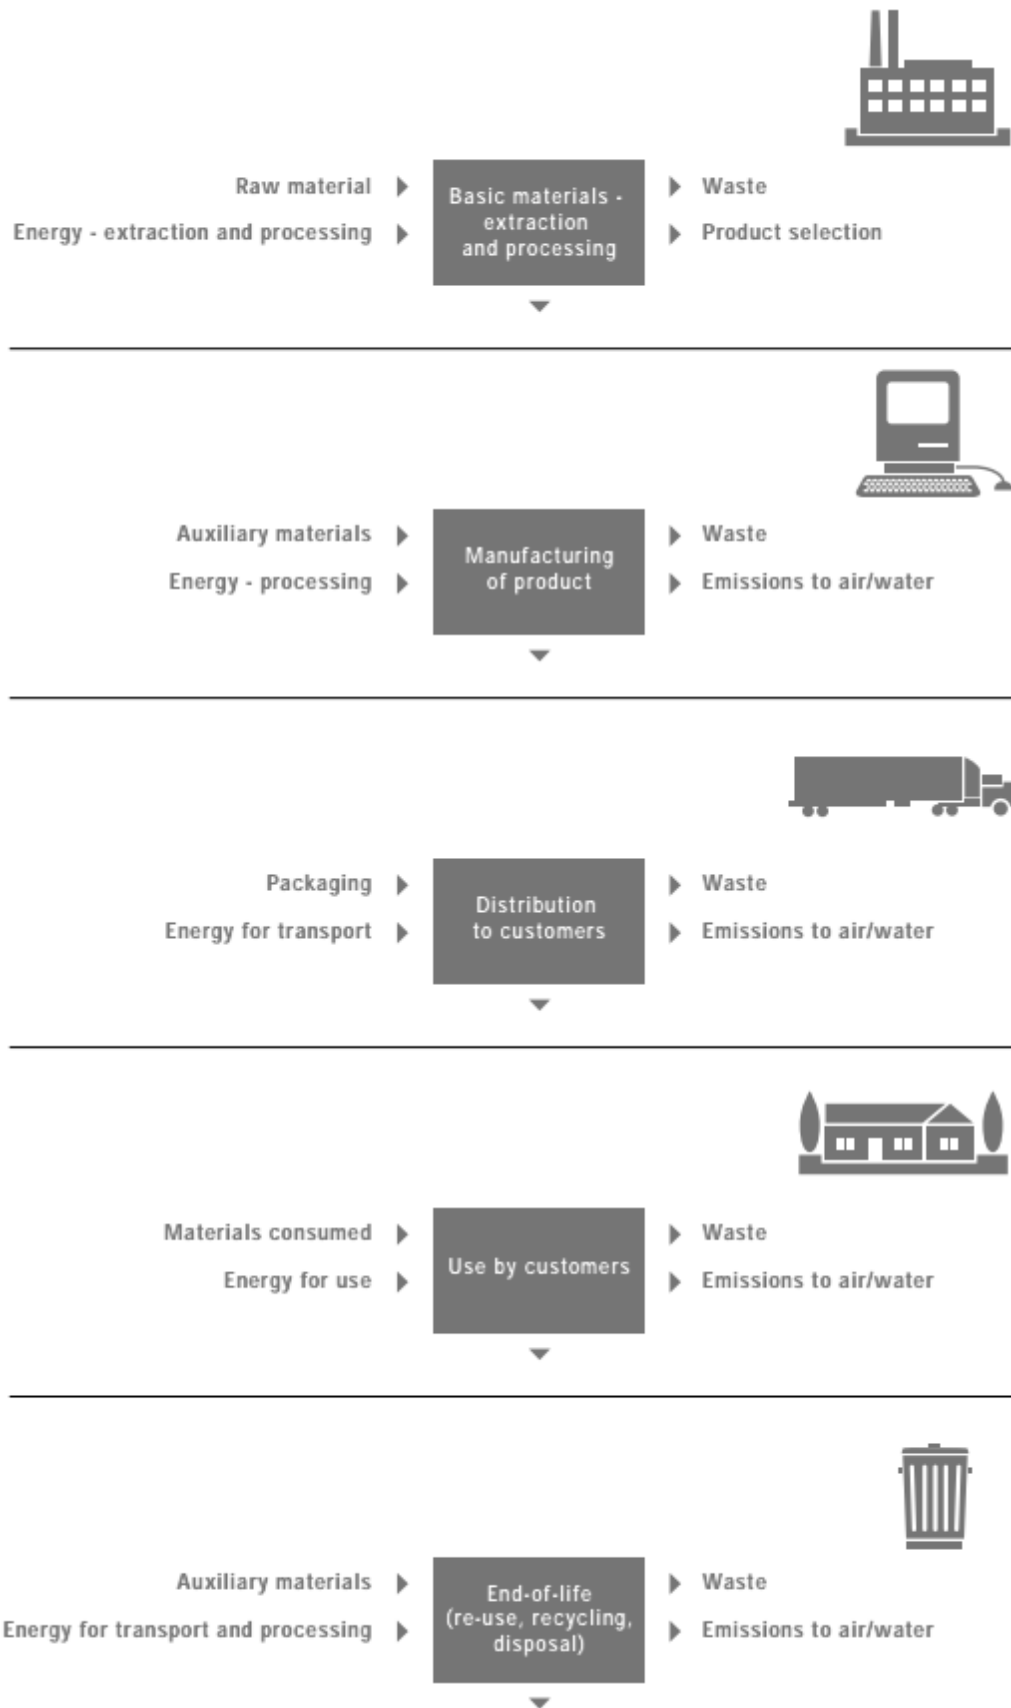 Raw material
Energy - extraction and processing
Basic materials -
extraction
and processing
Waste
Product selection
Auxiliary materials
Energy - processing
Manufacturing
of product
Waste
Emissions to air/water
Packaging
Energy for transport
Distribution
to customers
Waste
Emissions to air/water
Materials consumed
Energy for use
Use by customers
Waste
Emissions to air/water
Auxiliary materials
Energy for transport and processing
End-of-life
(re-use, recycling,
disposal)
Waste
Emissions to air/water